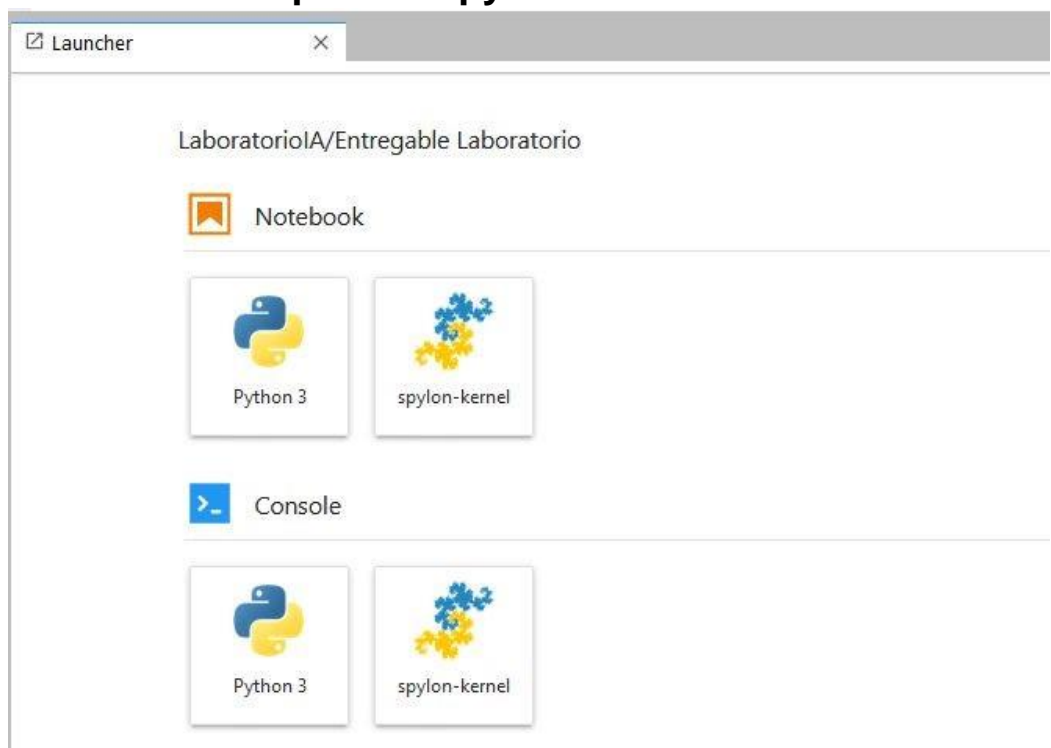 Launcher
LaboratorioIA/Entregable Laboratorio
Notebook
Python 3 spylon-kernel
Console
Python 3 spylon-kernel